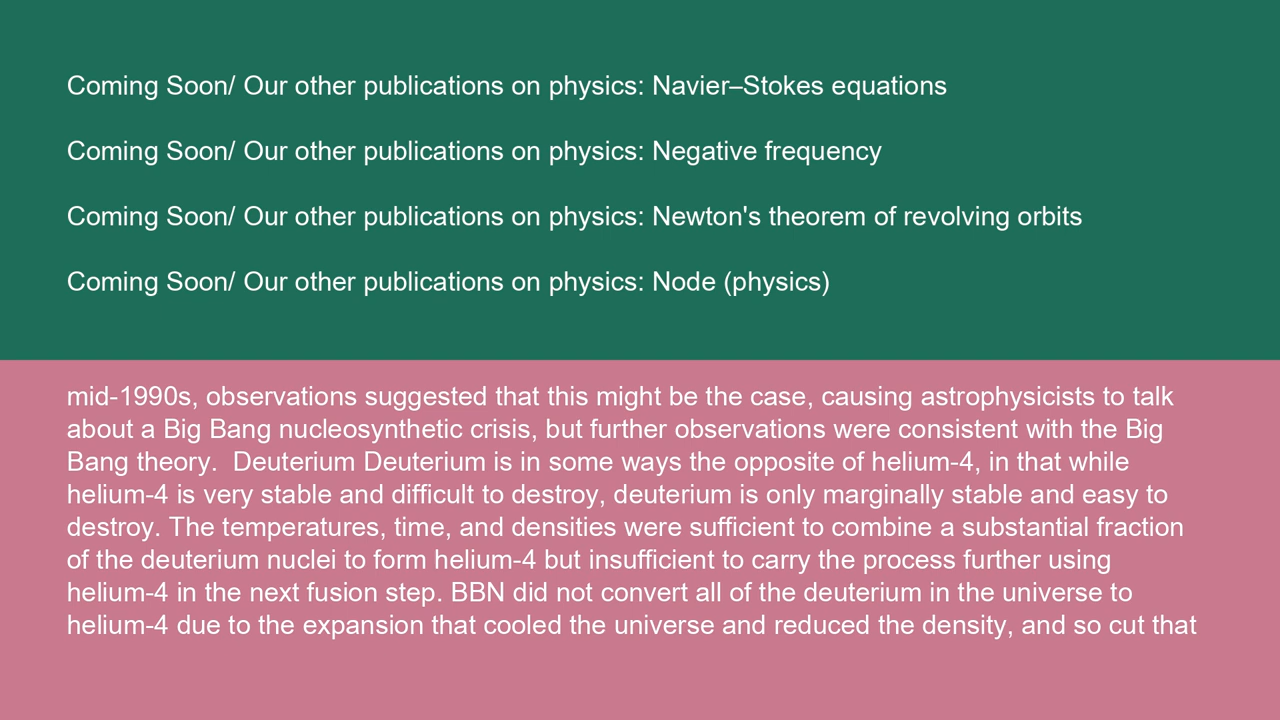 Coming Soon/ Our other publications on physics: Navier–Stokes equations
Coming Soon/ Our other publications on physics: Negative frequency
Coming Soon/ Our other publications on physics: Newton's theorem of revolving orbits
Coming Soon/ Our other publications on physics: Node (physics)
mid-1990s, observations suggested that this might be the case, causing astrophysicists to talk
about a Big Bang nucleosynthetic crisis, but further observations were consistent with the Big
Bang theory.  Deuterium Deuterium is in some ways the opposite of helium-4, in that while
helium-4 is very stable and difficult to destroy, deuterium is only marginally stable and easy to
destroy. The temperatures, time, and densities were sufficient to combine a substantial fraction
of the deuterium nuclei to form helium-4 but insufficient to carry the process further using
helium-4 in the next fusion step. BBN did not convert all of the deuterium in the universe to
helium-4 due to the expansion that cooled the universe and reduced the density, and so cut that